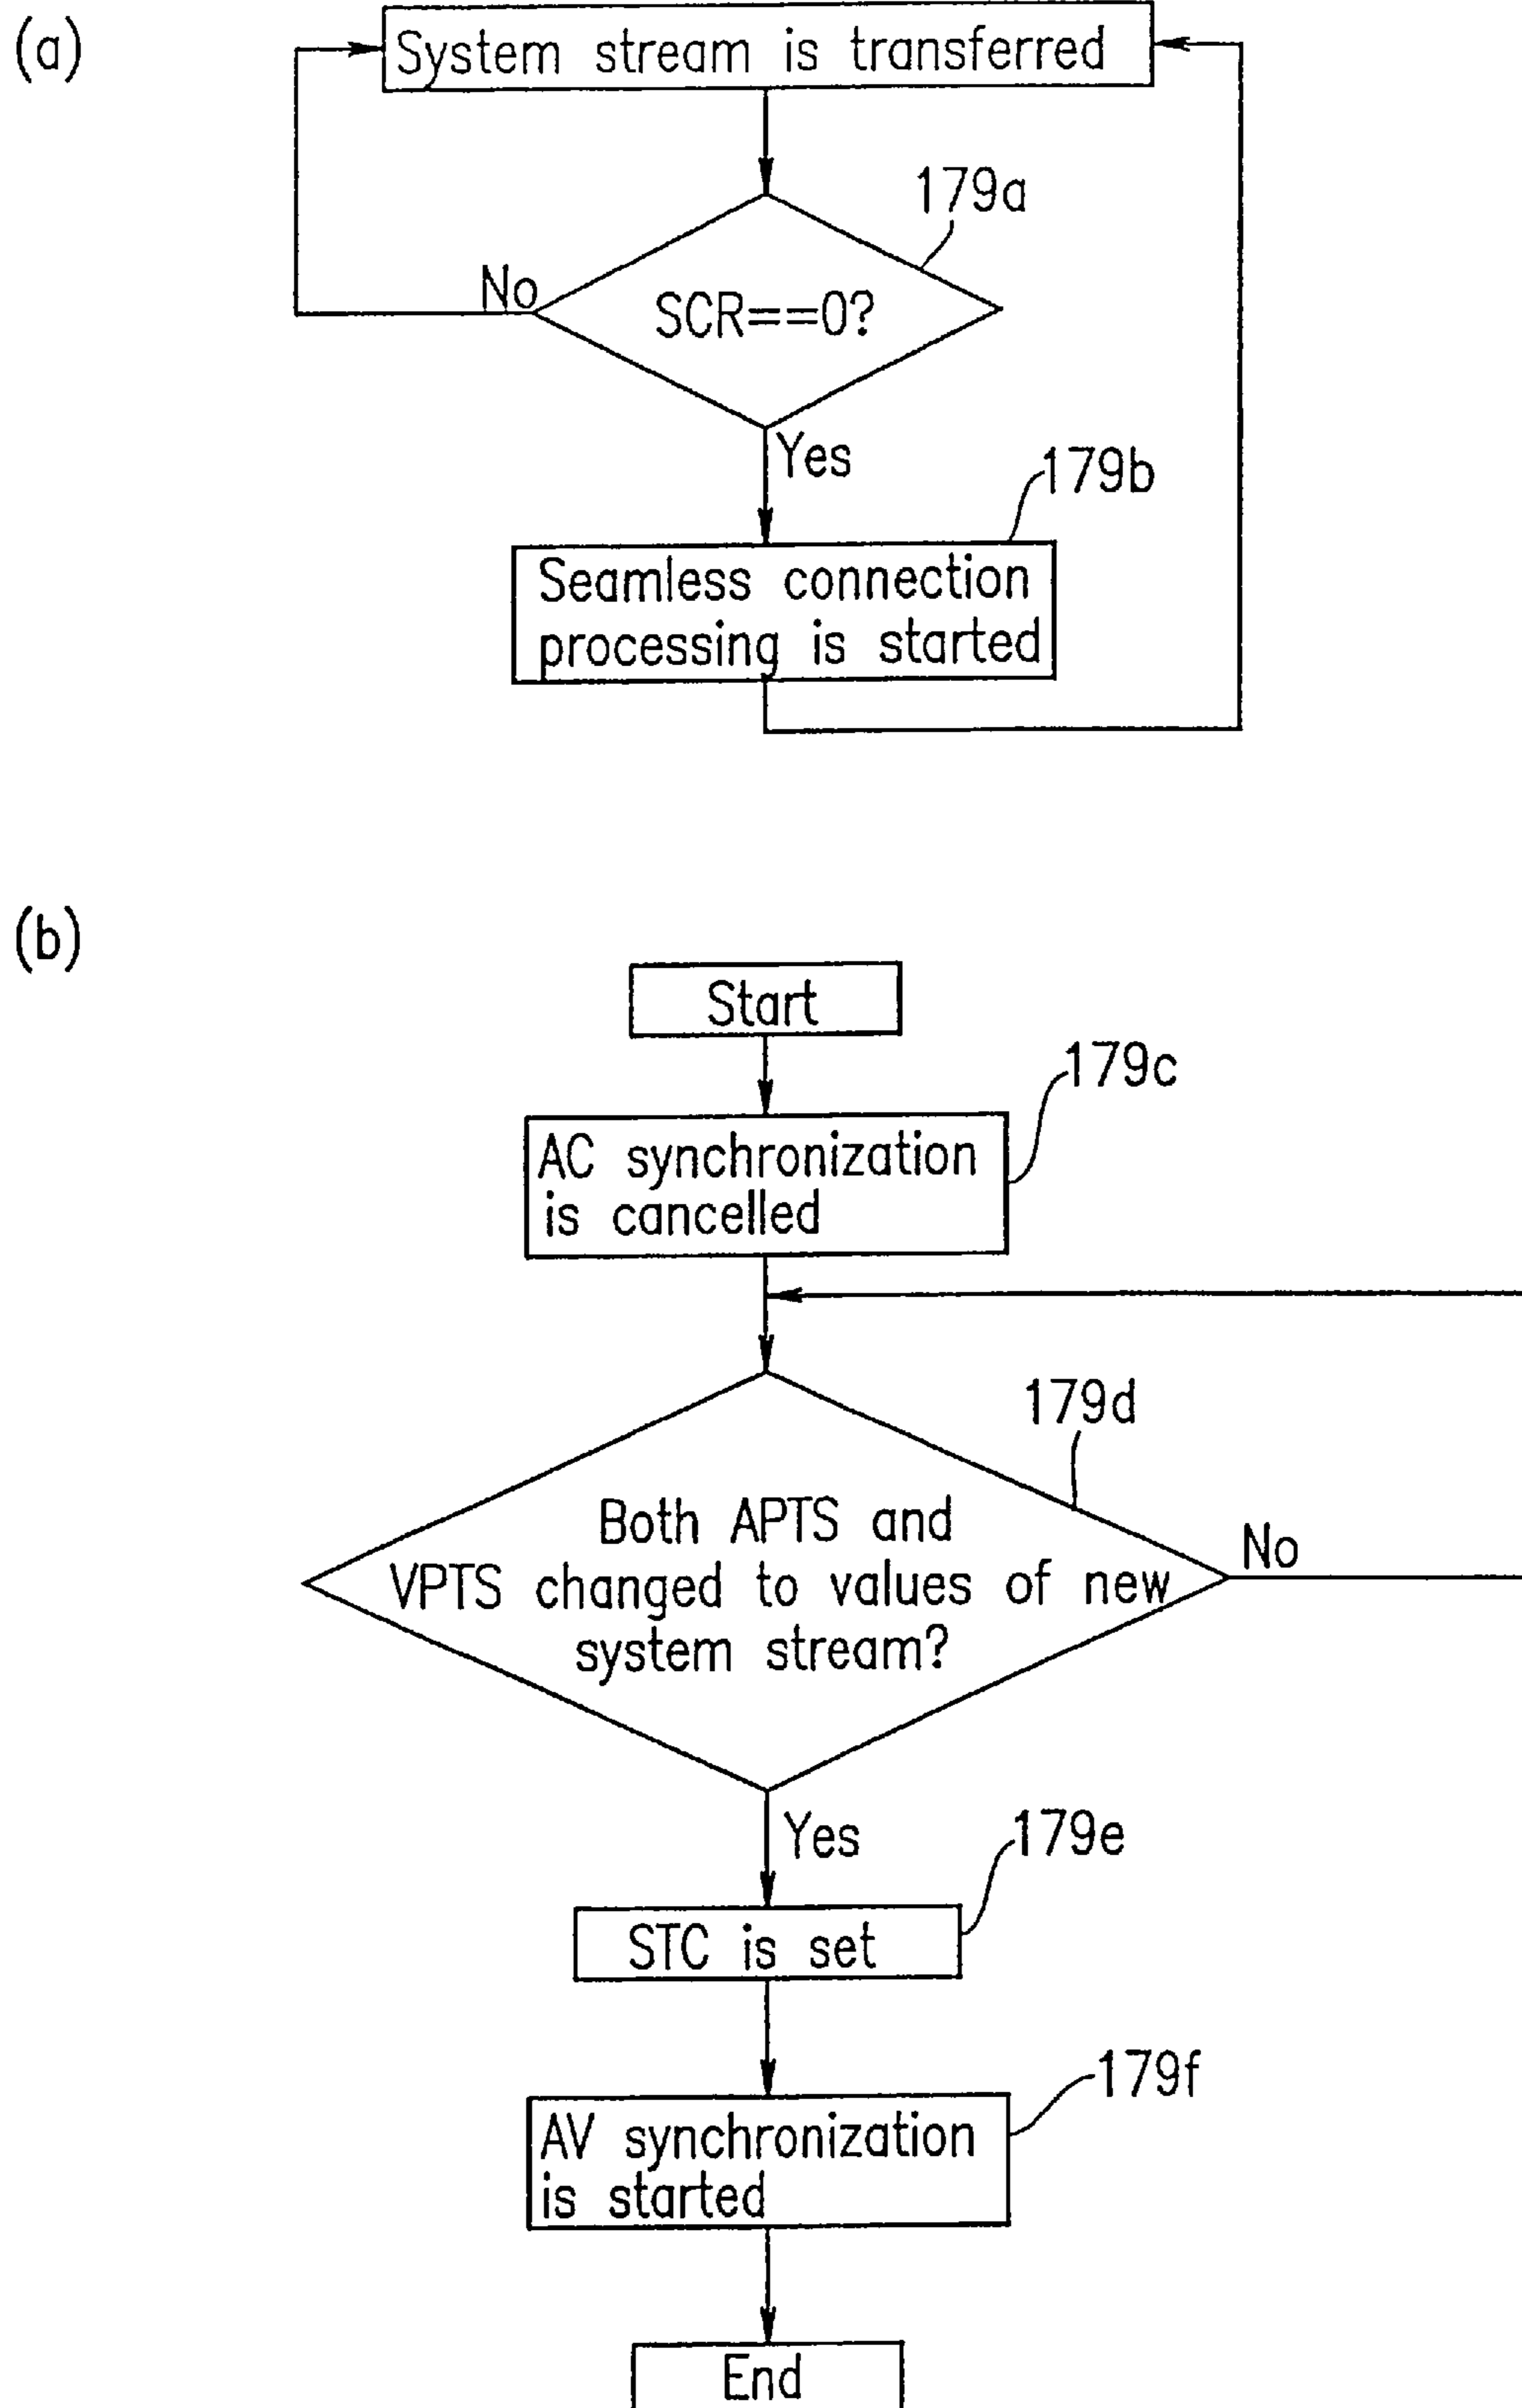 (a)
System stream is transferred
179a
No
SCR==0?
Yes
179b
Seamless connection
processing is started
(b)
Start
179c
AC synchronization
is cancelled
179d
Both APTS and
VPTS changed to values of new
system stream?
No
Yes
179e
STC is set
179f
AV synchronization
is started
End